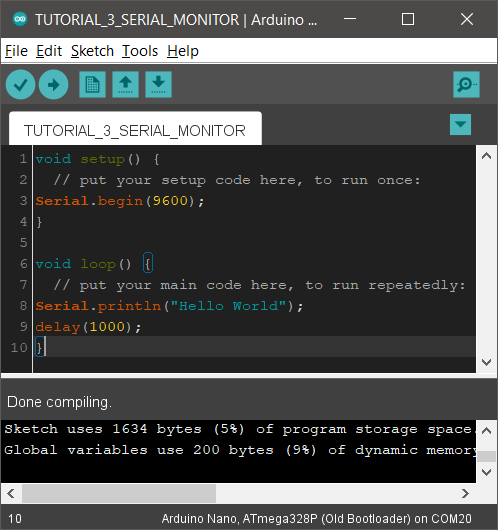 TUTORIAL_3_SERIAL_MONITOR | Arduino ...
File Edit Sketch Tools Help
TUTORIAL_3_SERIAL_MONITOR
1 void setup() {
2   // put your setup code here, to run once:
3 Serial.begin(9600);
4 }
5
6 void loop() {
7   // put your main code here, to run repeatedly:
8 Serial.println("Hello World");
9 delay(1000);
10 }
Done compiling.
Sketch uses 1634 bytes (5%) of program storage space.
Global variables use 200 bytes (9%) of dynamic memory
10 Arduino Nano, ATmega328P (Old Bootloader) on COM20